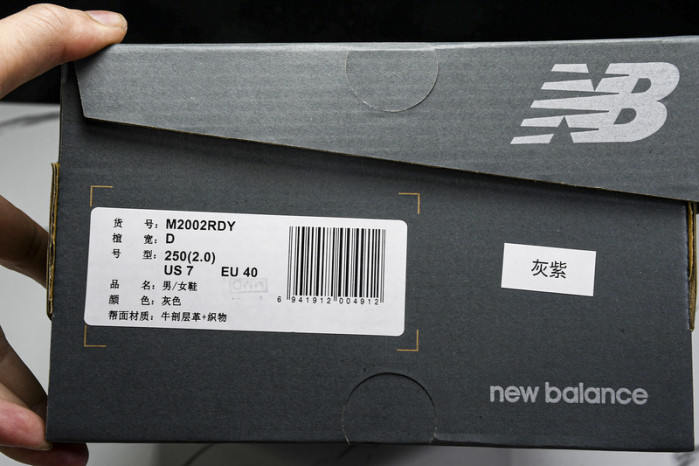 NB
货 号: M2002RDY
楦 宽: D
号 型: 250(2.0)
US 7 EU 40
品 名: 男/女鞋
颜 色: 灰色
帮面材质: 牛剖层革+织物
6 941912 004912
灰紫
new balance